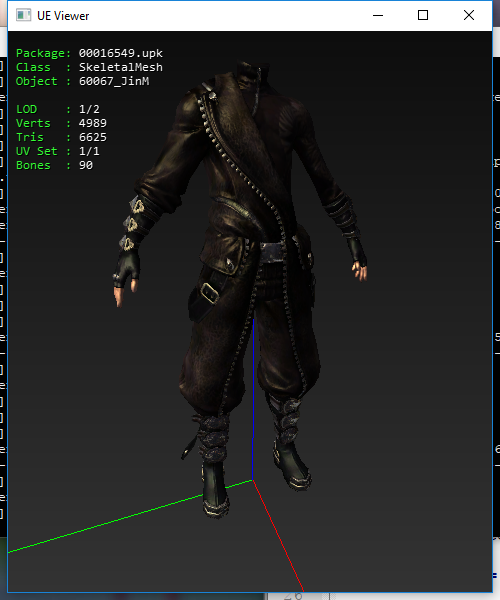 UE Viewer
Package: 00016549.upk
Class : SkeletalMesh
Object : 60067_JinM
LOD : 1/2
Verts : 4989
Tris : 6625
UV Set : 1/1
Bones : 90